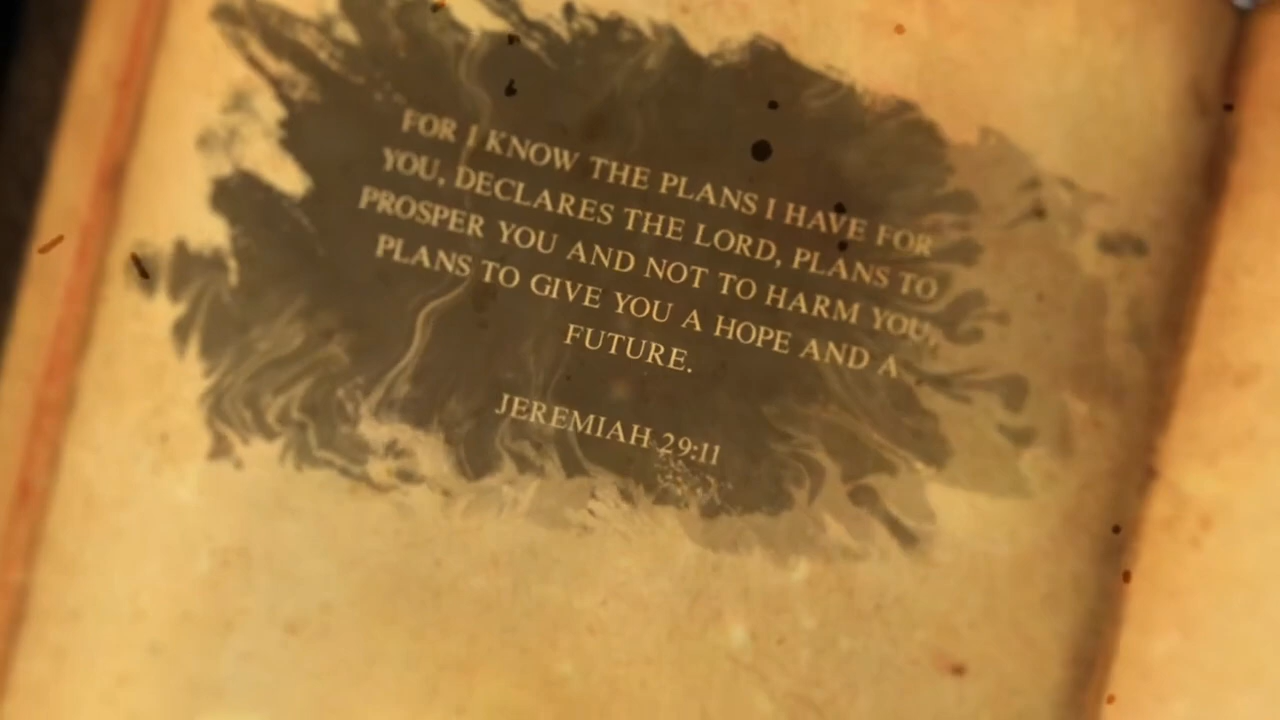 FOR I KNOW THE PLANS I HAVE FOR
YOU, DECLARES THE LORD, PLANS TO
PROSPER YOU AND NOT TO HARM YOU,
PLANS TO GIVE YOU A HOPE AND A
FUTURE.
JEREMIAH 29:11